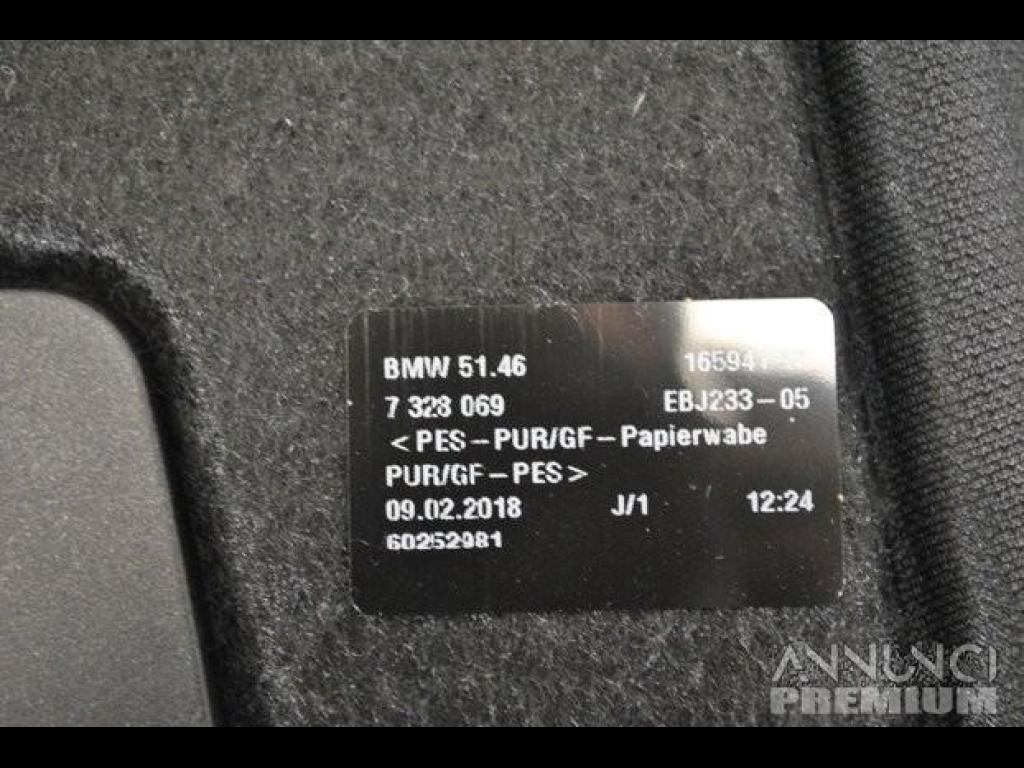 BMW 51.46
7 328 069 EBJ233-05
<PES-PUR/GF-Papierwabe
PUR/GF-PES>
09.02.2018 J/1 12:24
60252981
ANNUNCI
PREMIUM